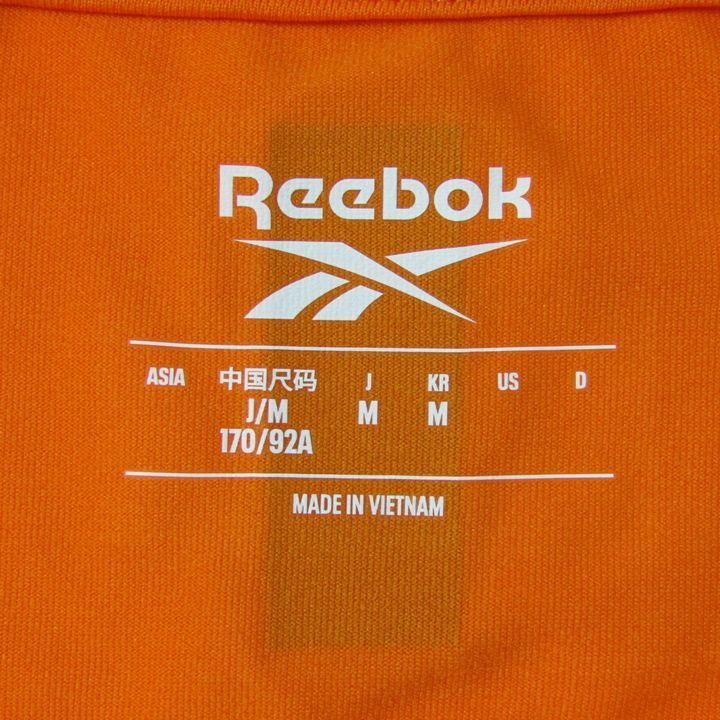 Reebok
ASIA 中国尺码 J KR US D
J/M M M
170/92A
MADE IN VIETNAM